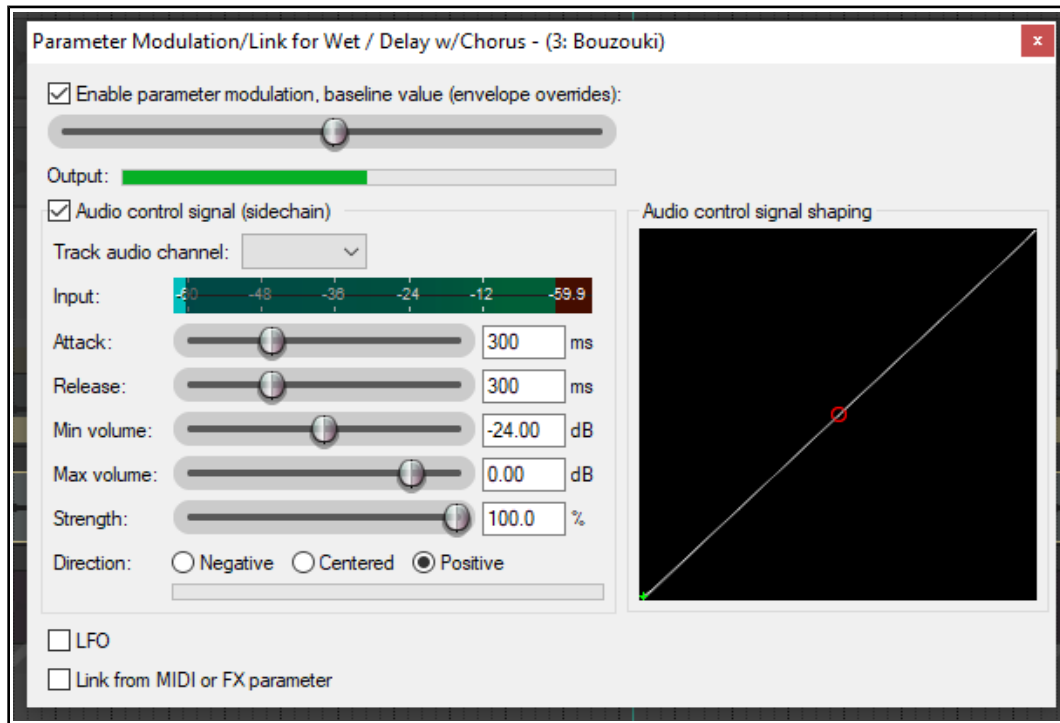 Parameter Modulation/Link for Wet / Delay w/Chorus - (3: Bouzouki) x
Enable parameter modulation, baseline value (envelope overrides):
Output:
Audio control signal (sidechain)
Audio control signal shaping
Track audio channel:
Input: -60 -48 -36 -24 -12 -59.9
Attack: 300 ms
Release: 300 ms
Min volume: -24.00 dB
Max volume: 0.00 dB
Strength: 100.0 %
Direction: Negative Centered Positive
LFO
Link from MIDI or FX parameter